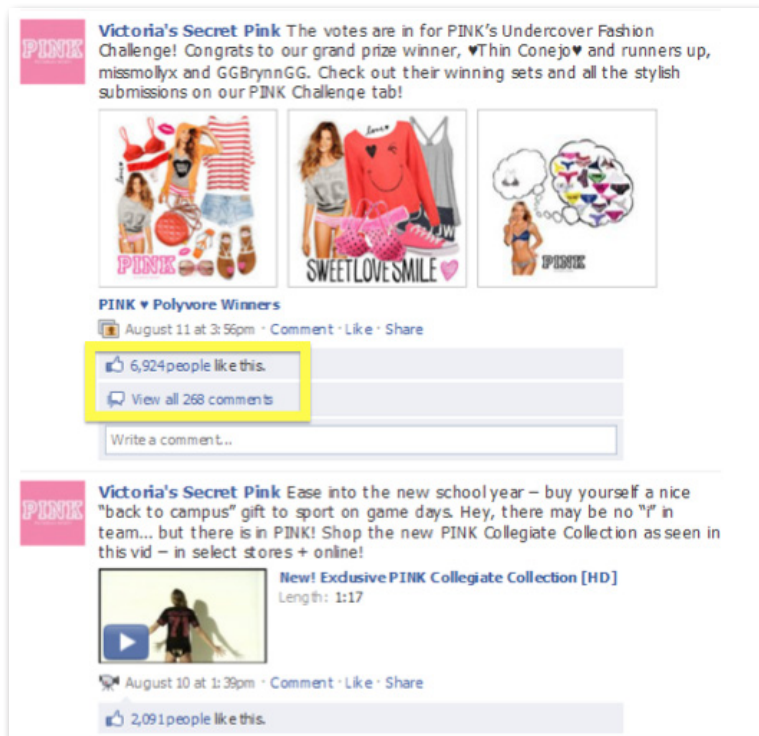 PINK
Victoria's Secret Pink The votes are in for PINK's Undercover Fashion
Challenge! Congrats to our grand prize winner, ♥Thin Conejo♥ and runners up,
missmollyx and GGBrynnGG. Check out their winning sets and all the stylish
submissions on our PINK Challenge tab!
love
PINK
love
SWEETLOVESMILE
PINK
PINK ♥ Polyvore Winners
August 11 at 3:56pm · Comment · Like · Share
6,924 people like this.
View all 268 comments
Write a comment...
PINK
Victoria's Secret Pink Ease into the new school year – buy yourself a nice
"back to campus" gift to sport on game days. Hey, there may be no "i" in
team... but there is in PINK! Shop the new PINK Collegiate Collection as seen in
this vid – in select stores + online!
New! Exclusive PINK Collegiate Collection [HD]
Length: 1:17
71
August 10 at 1:39pm · Comment · Like · Share
2,091 people like this.